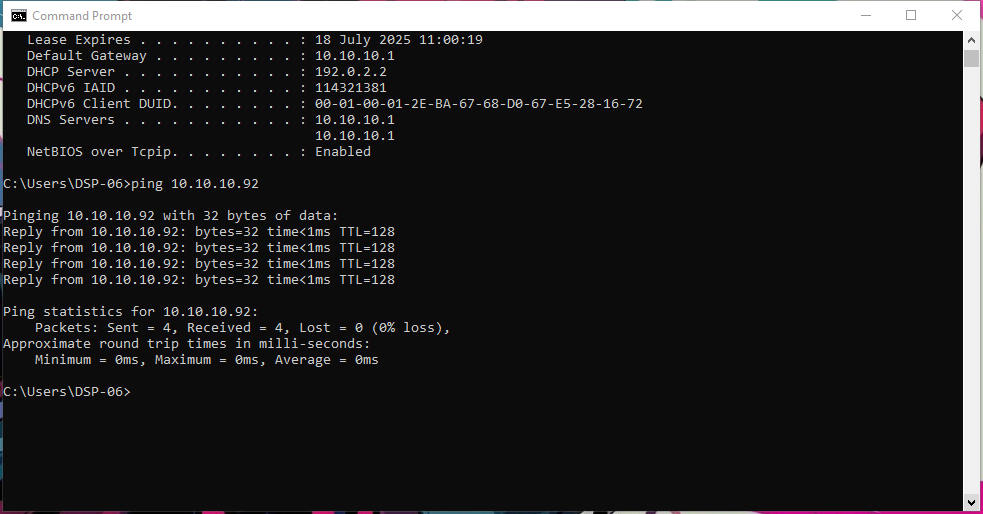 Command Prompt
Lease Expires . . . . . . . . . . : 18 July 2025 11:00:19
Default Gateway . . . . . . . . . : 10.10.10.1
DHCP Server . . . . . . . . . . . : 192.0.2.2
DHCPv6 IAID . . . . . . . . . . . : 114321381
DHCPv6 Client DUID. . . . . . . . : 00-01-00-01-2E-BA-67-68-D0-67-E5-28-16-72
DNS Servers . . . . . . . . . . . : 10.10.10.1
10.10.10.1
NetBIOS over Tcpip. . . . . . . . : Enabled
C:\Users\DSP-06>ping 10.10.10.92
Pinging 10.10.10.92 with 32 bytes of data:
Reply from 10.10.10.92: bytes=32 time<1ms TTL=128
Reply from 10.10.10.92: bytes=32 time<1ms TTL=128
Reply from 10.10.10.92: bytes=32 time<1ms TTL=128
Reply from 10.10.10.92: bytes=32 time<1ms TTL=128
Ping statistics for 10.10.10.92:
Packets: Sent = 4, Received = 4, Lost = 0 (0% loss),
Approximate round trip times in milli-seconds:
Minimum = 0ms, Maximum = 0ms, Average = 0ms
C:\Users\DSP-06>